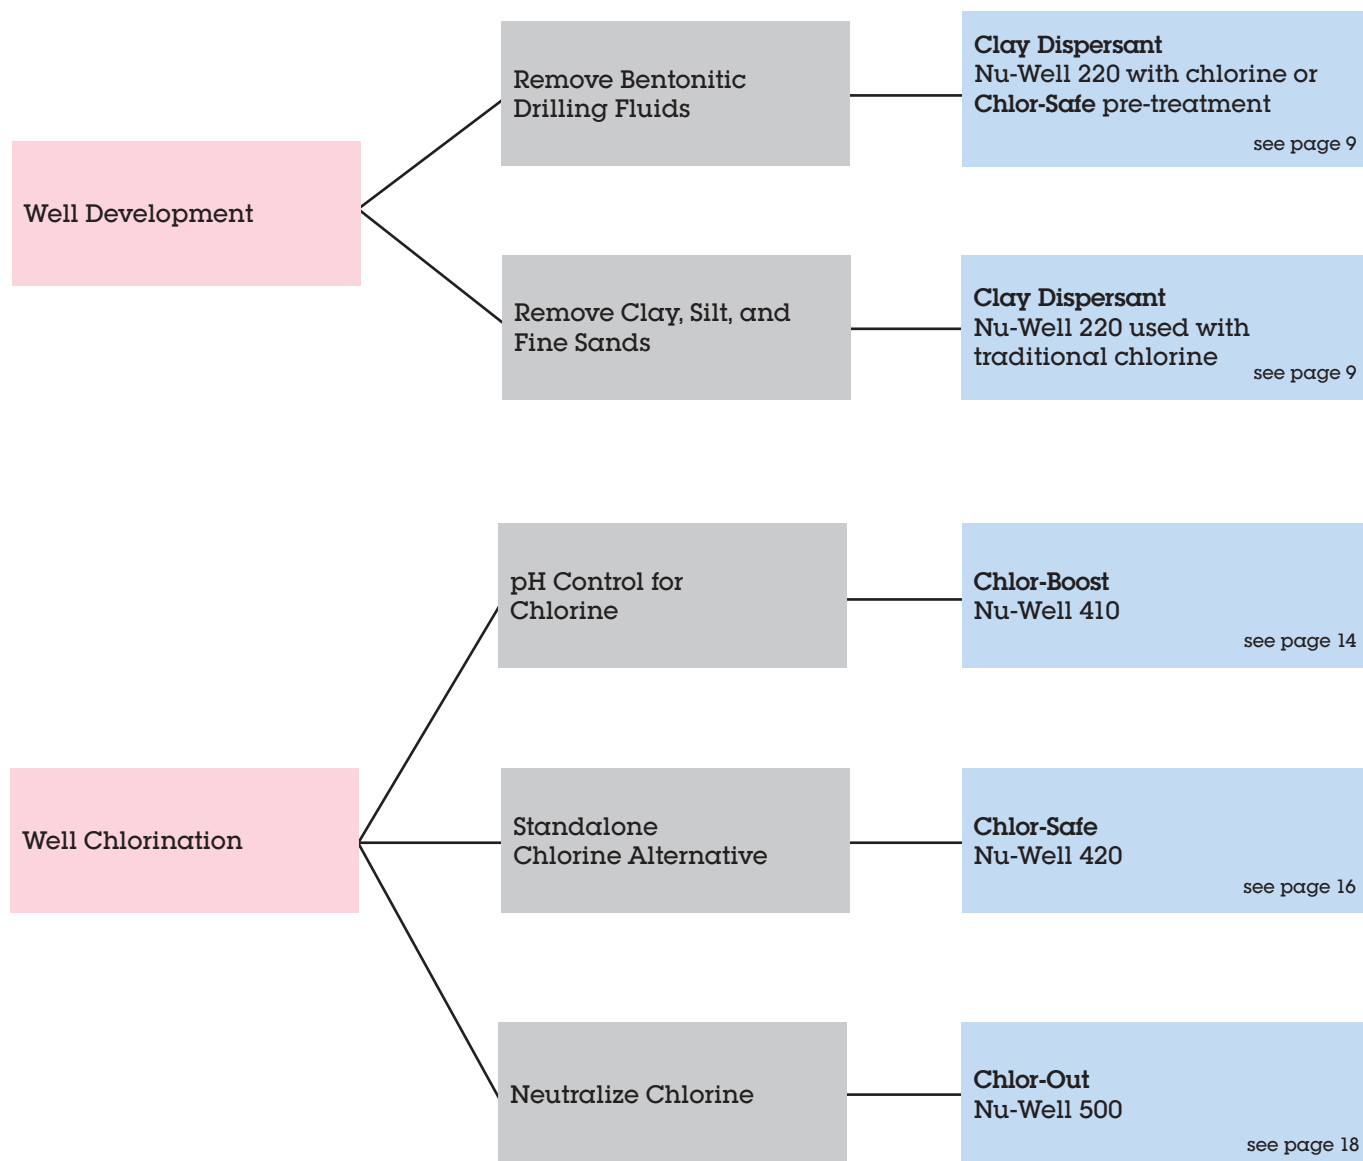 Well Development
Remove Bentonitic
Drilling Fluids
Clay Dispersant
Nu-Well 220 with chlorine or
Chlor-Safe pre-treatment
see page 9
Remove Clay, Silt, and
Fine Sands
Clay Dispersant
Nu-Well 220 used with
traditional chlorine
see page 9
Well Chlorination
pH Control for
Chlorine
Chlor-Boost
Nu-Well 410
see page 14
Standalone
Chlorine Alternative
Chlor-Safe
Nu-Well 420
see page 16
Neutralize Chlorine
Chlor-Out
Nu-Well 500
see page 18